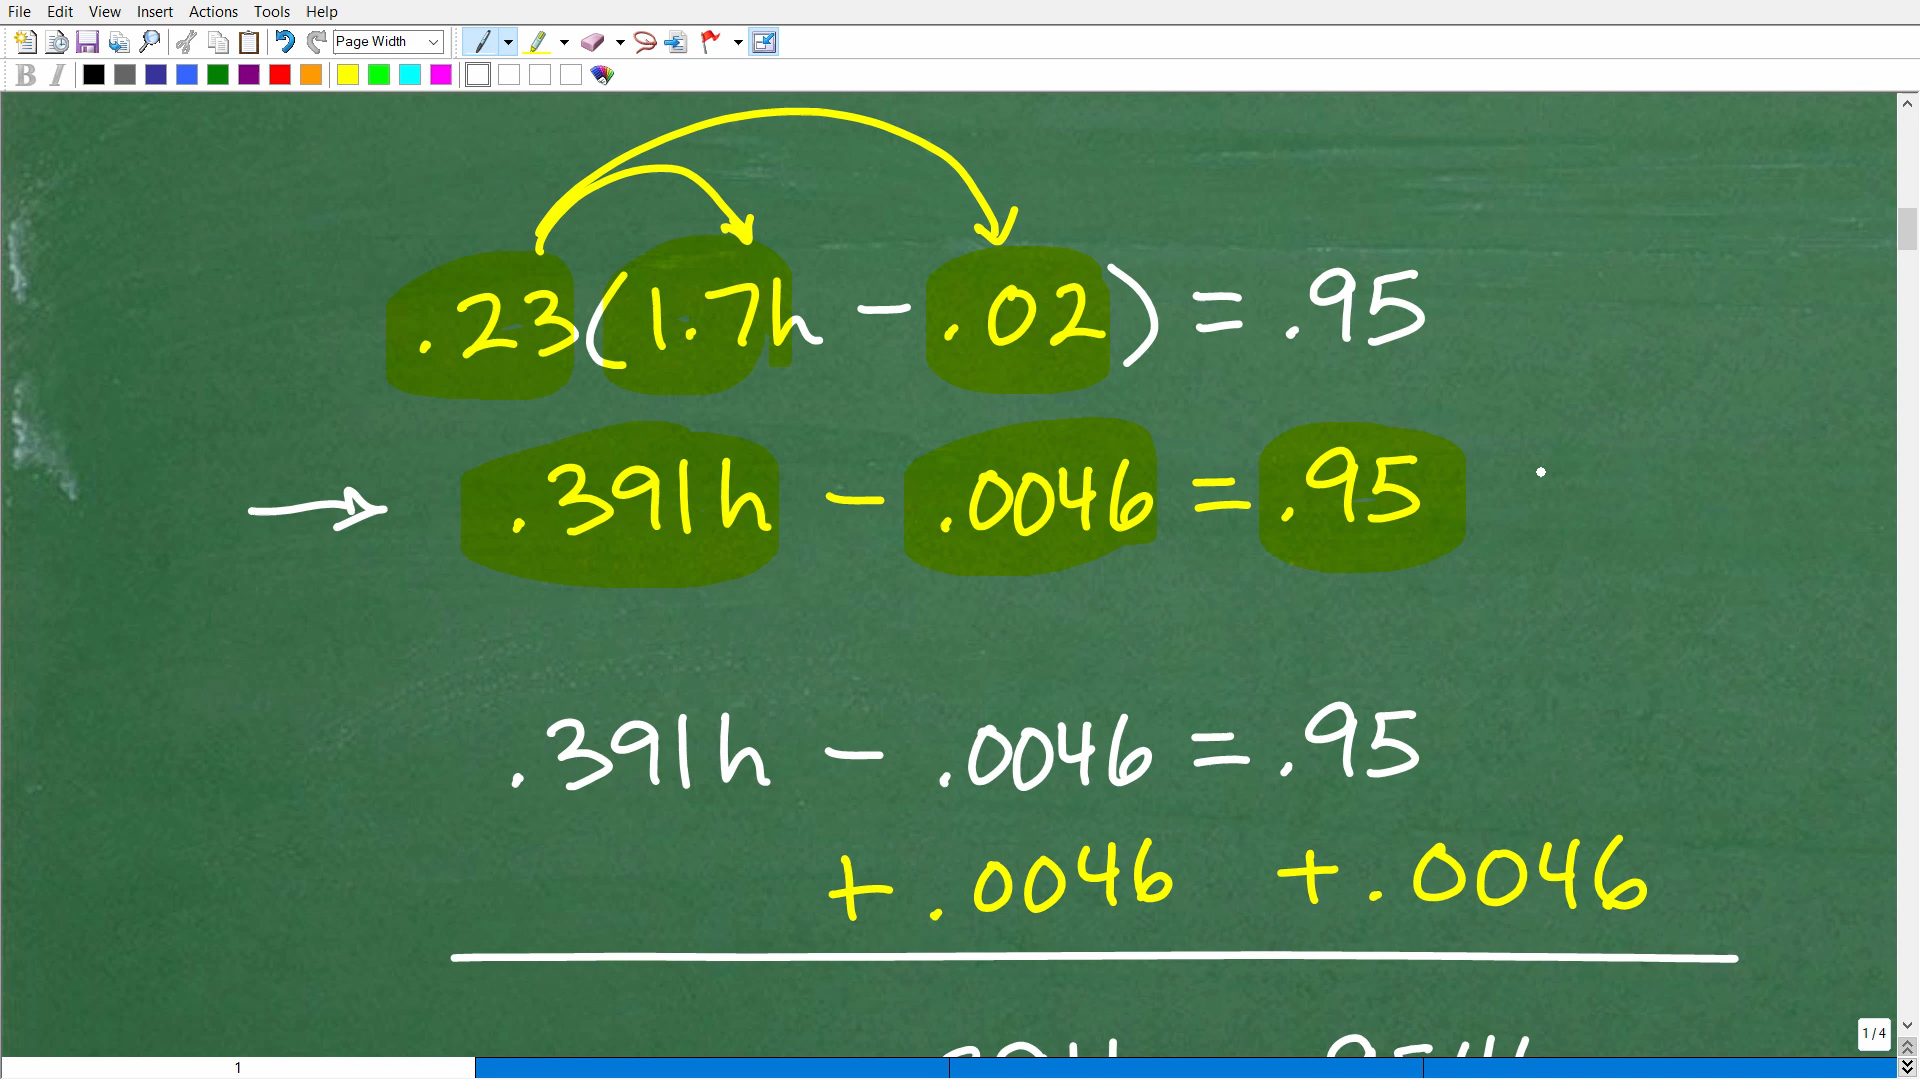 File Edit View Insert Actions Tools Help
Page Width
B I
.23(1.7h - .02) = .95
.391h - .0046 = .95
.391h - .0046 = .95
+ .0046 + .0046
1/4
1